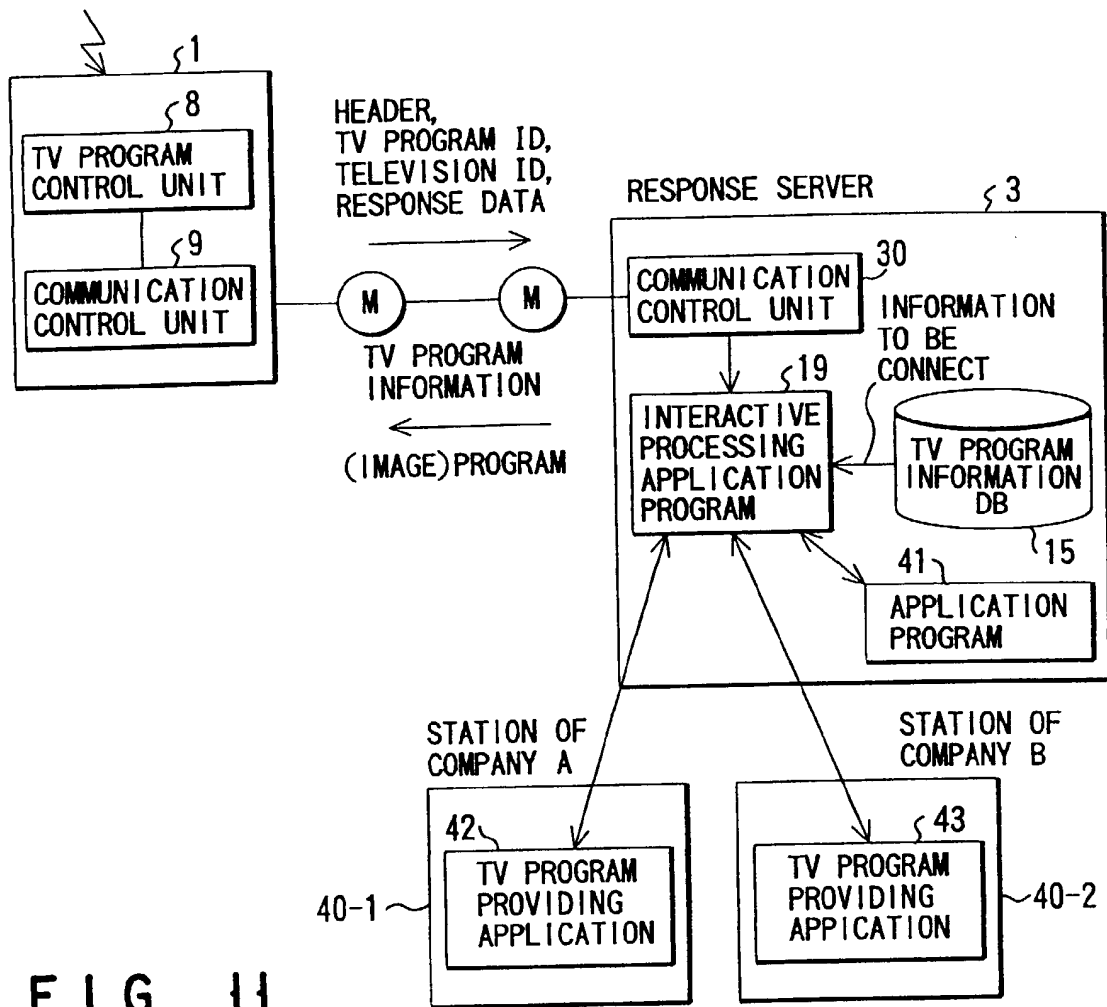 1
8
TV PROGRAM
CONTROL UNIT
9
COMMUNICATION
CONTROL UNIT
HEADER,
TV PROGRAM ID,
TELEVISION ID,
RESPONSE DATA
M
M
TV PROGRAM
INFORMATION
(IMAGE)PROGRAM
RESPONSE SERVER
3
30
COMMUNICATION
CONTROL UNIT
INFORMATION
TO BE
CONNECT
19
INTERACTIVE
PROCESSING
APPLICATION
PROGRAM
TV PROGRAM
INFORMATION
DB
15
41
APPLICATION
PROGRAM
STATION OF
COMPANY A
42
TV PROGRAM
PROVIDING
APPLICATION
40-1
STATION OF
COMPANY B
43
TV PROGRAM
PROVIDING
APPICATION
40-2
FIG. 11